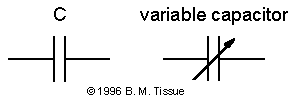 C
variable capacitor
© 1996 B. M. Tissue